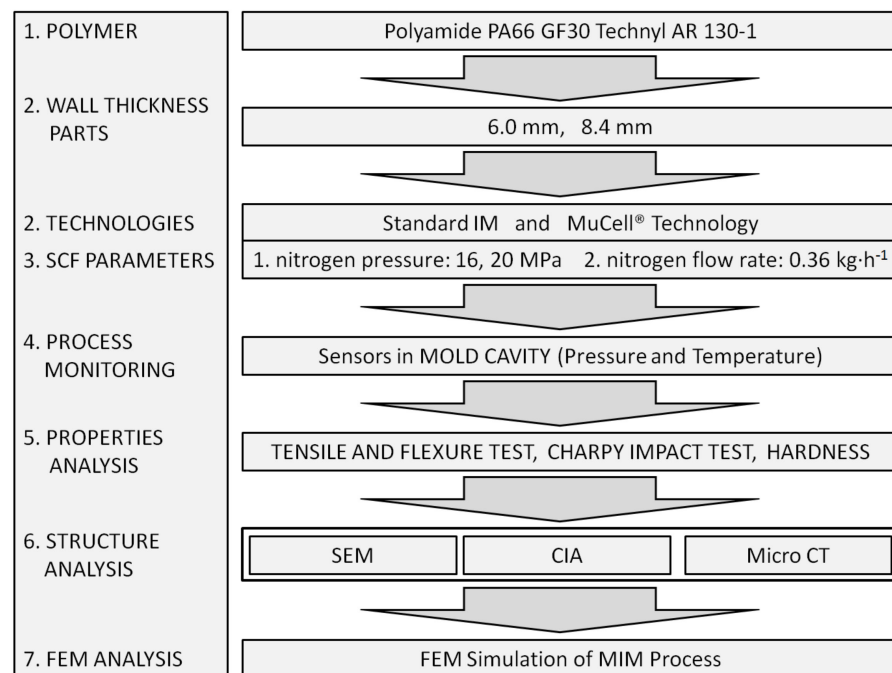 1. POLYMER
Polyamide PA66 GF30 Technyl AR 130-1
2. WALL THICKNESS
PARTS
6.0 mm, 8.4 mm
2. TECHNOLOGIES
Standard IM and MuCell® Technology
3. SCF PARAMETERS
1. nitrogen pressure: 16, 20 MPa 2. nitrogen flow rate: 0.36 kg·h⁻¹
4. PROCESS
MONITORING
Sensors in MOLD CAVITY (Pressure and Temperature)
5. PROPERTIES
ANALYSIS
TENSILE AND FLEXURE TEST, CHARPY IMPACT TEST, HARDNESS
6. STRUCTURE
ANALYSIS
SEM
CIA
Micro CT
7. FEM ANALYSIS
FEM Simulation of MIM Process